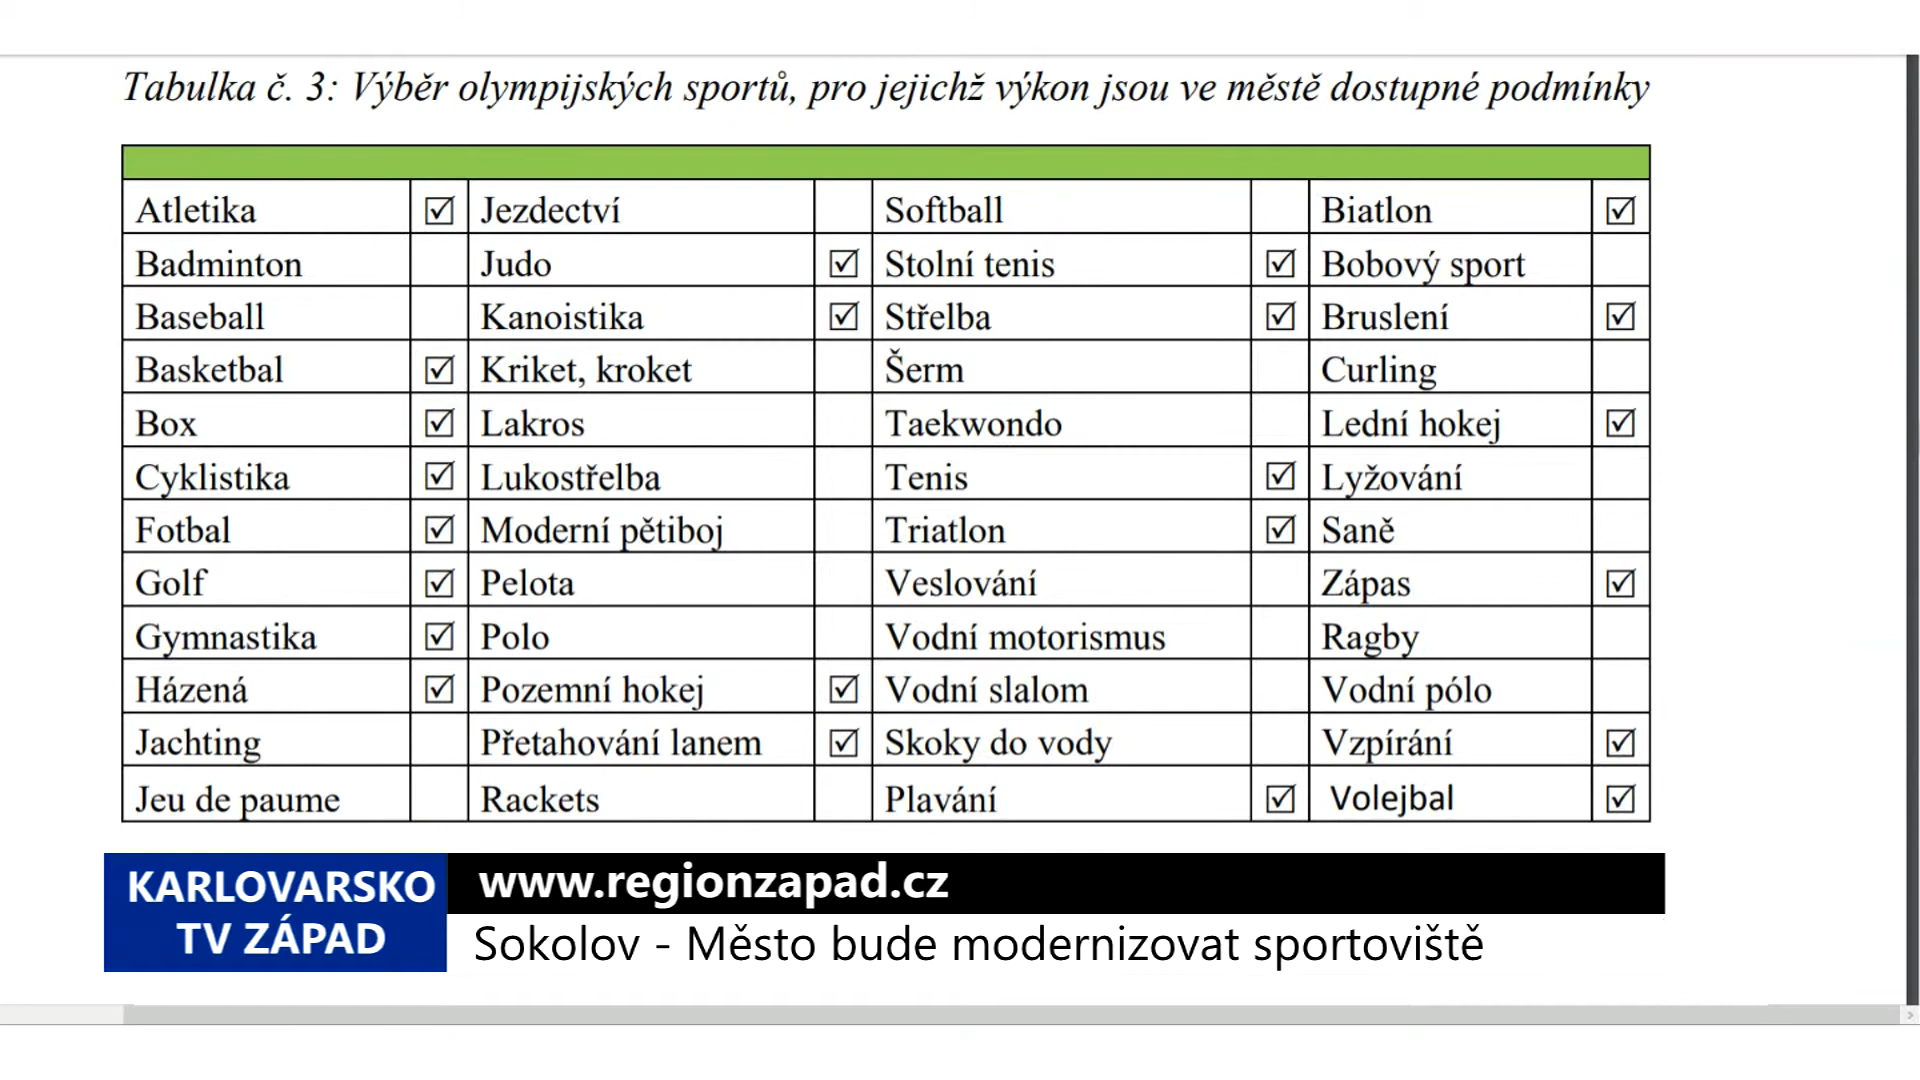 Tabulka č. 3: Výběr olympijských sportů, pro jejichž výkon jsou ve městě dostupné podmínky
Atletika ☑ Jezdectví Softball Biatlon ☑
Badminton Judo ☑ Stolní tenis ☑ Bobový sport
Baseball Kanoistika ☑ Střelba ☑ Bruslení ☑
Basketbal ☑ Kriket, kroket Šerm Curling
Box ☑ Lakros Taekwondo Lední hokej ☑
Cyklistika ☑ Lukostřelba Tenis ☑ Lyžování
Fotbal ☑ Moderní pětiboj Triatlon ☑ Saně
Golf ☑ Pelota Veslování Zápas ☑
Gymnastika ☑ Polo Vodní motorismus Ragby
Házená ☑ Pozemní hokej ☑ Vodní slalom Vodní pólo
Jachting Přetahování lanem ☑ Skoky do vody Vzpírání ☑
Jeu de paume Rackets Plavání ☑ Volejbal ☑
KARLOVARSKO
TV ZÁPAD
www.regionzapad.cz
Sokolov - Město bude modernizovat sportoviště